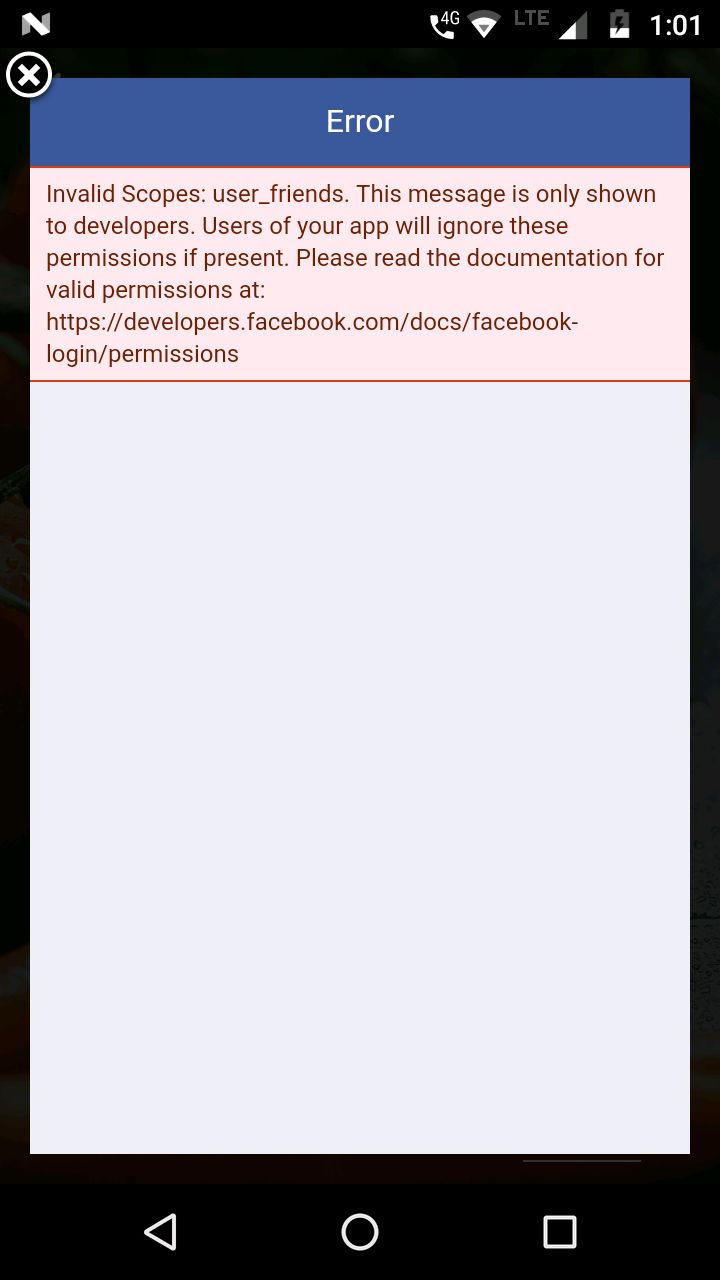 4G LTE 1:01
Error
Invalid Scopes: user_friends. This message is only shown
to developers. Users of your app will ignore these
permissions if present. Please read the documentation for
valid permissions at:
https://developers.facebook.com/docs/facebook-
login/permissions